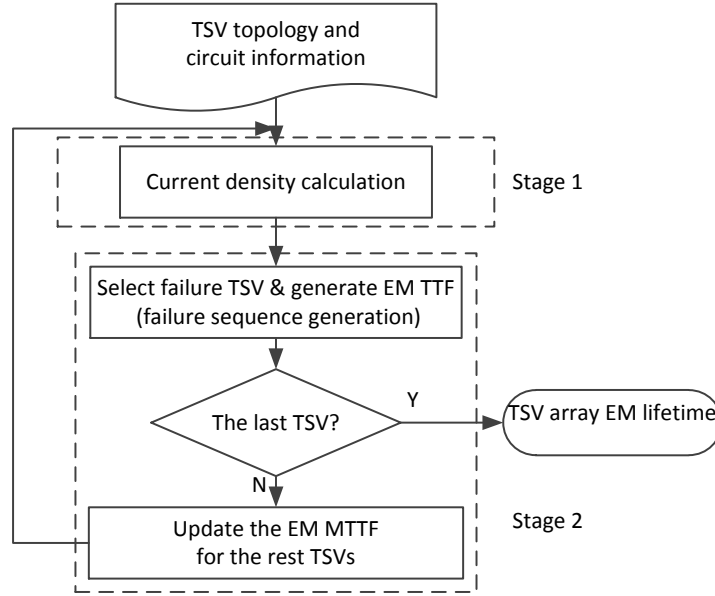 TSV topology and
circuit information
Current density calculation
Stage 1
Select failure TSV & generate EM TTF
(failure sequence generation)
The last TSV?
Y
TSV array EM lifetime
N
Update the EM MTTF
for the rest TSVs
Stage 2